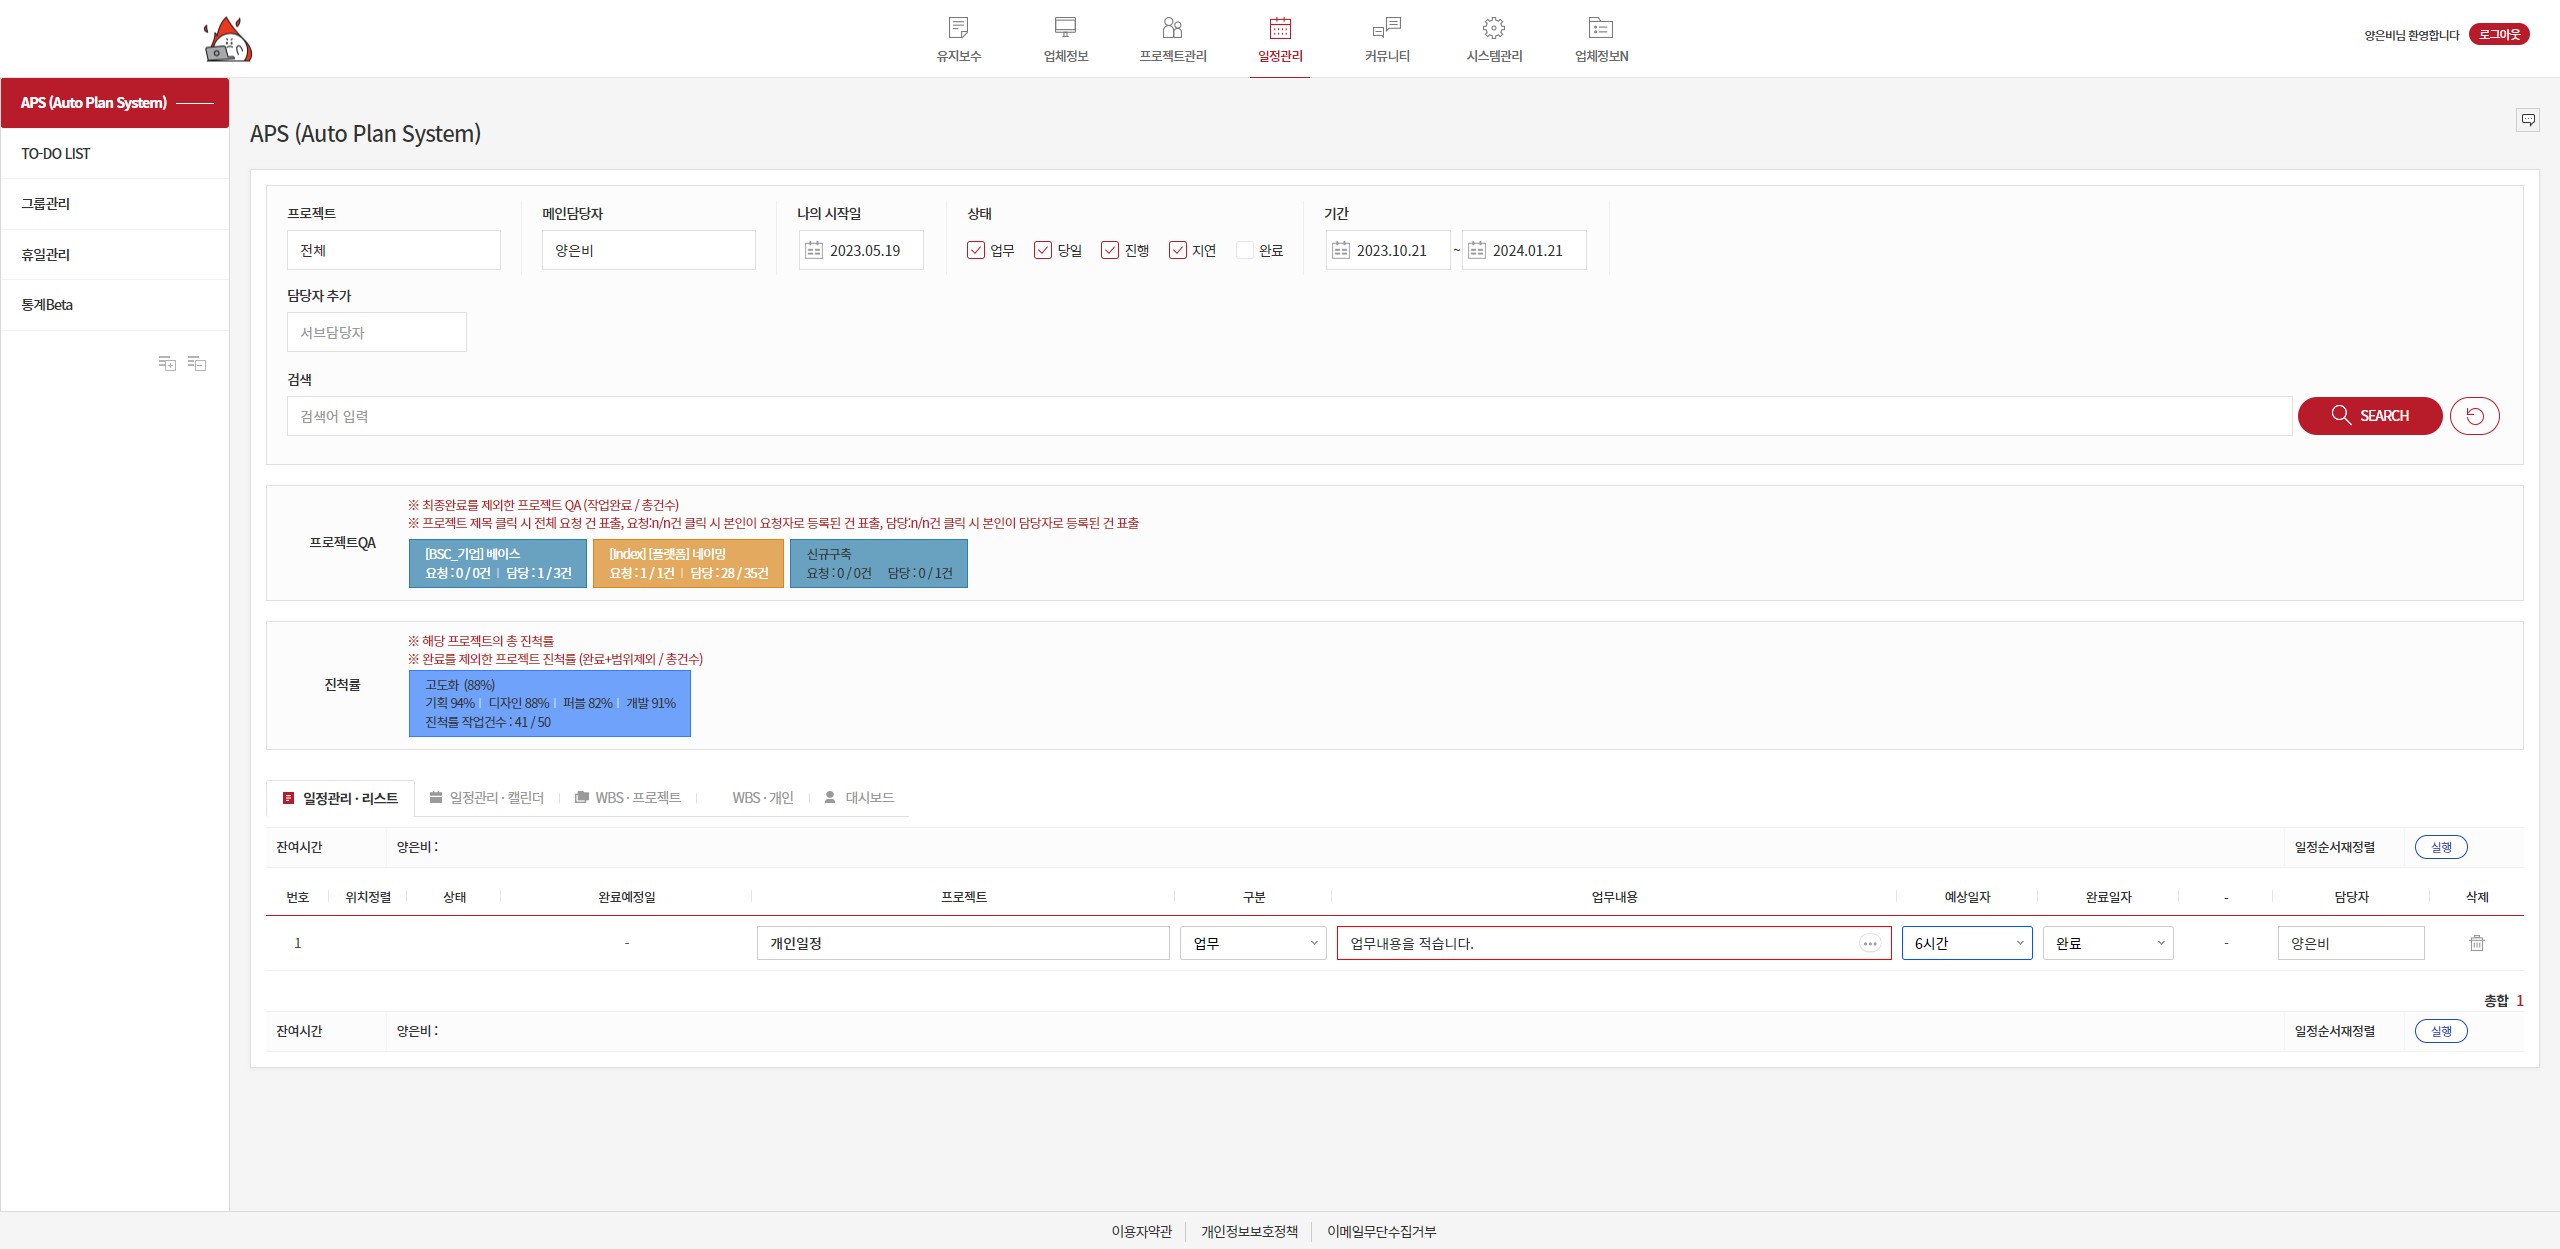 유지보수
업체정보
프로젝트관리
일정관리
커뮤니티
시스템관리
업체정보N
양은비님 환영합니다
로그아웃
APS (Auto Plan System)
TO-DO LIST
그룹관리
휴일관리
통계Beta
APS (Auto Plan System)
프로젝트
메인담당자
나의 시작일
상태
기간
전체
양은비
2023.05.19
업무
당일
진행
지연
완료
2023.10.21
~
2024.01.21
담당자 추가
서브담당자
검색
검색어 입력
SEARCH
프로젝트QA
※ 최종완료를 제외한 프로젝트 QA (작업완료 / 총건수)
※ 프로젝트 제목 클릭 시 전체 요청 건 표출, 요청:n/n건 클릭 시 본인이 요청자로 등록된 건 표출, 담당:n/n건 클릭 시 본인이 담당자로 등록된 건 표출
[BSC_기업] 베이스
요청 : 0 / 0건 담당 : 1 / 3건
[Index] [플랫폼] 네이밍
요청 : 1 / 1건 담당 : 28 / 35건
신규구축
요청 : 0 / 0건 담당 : 0 / 1건
진척률
※ 해당 프로젝트의 총 진척률
※ 완료를 제외한 프로젝트 진척률 (완료+범위제외 / 총건수)
고도화 (88%)
기획 94% 디자인 88% 퍼블 82% 개발 91%
진척률 작업건수 : 41 / 50
일정관리 · 리스트
일정관리 · 캘린더
WBS · 프로젝트
WBS · 개인
대시보드
잔여시간
양은비 :
일정순서재정렬
실행
번호
위치정렬
상태
완료예정일
프로젝트
구분
업무내용
예상일자
완료일자
-
담당자
삭제
1
-
개인일정
업무
업무내용을 적습니다.
6시간
완료
-
양은비
총합 1
잔여시간
양은비 :
일정순서재정렬
실행
이용자약관
개인정보보호정책
이메일무단수집거부